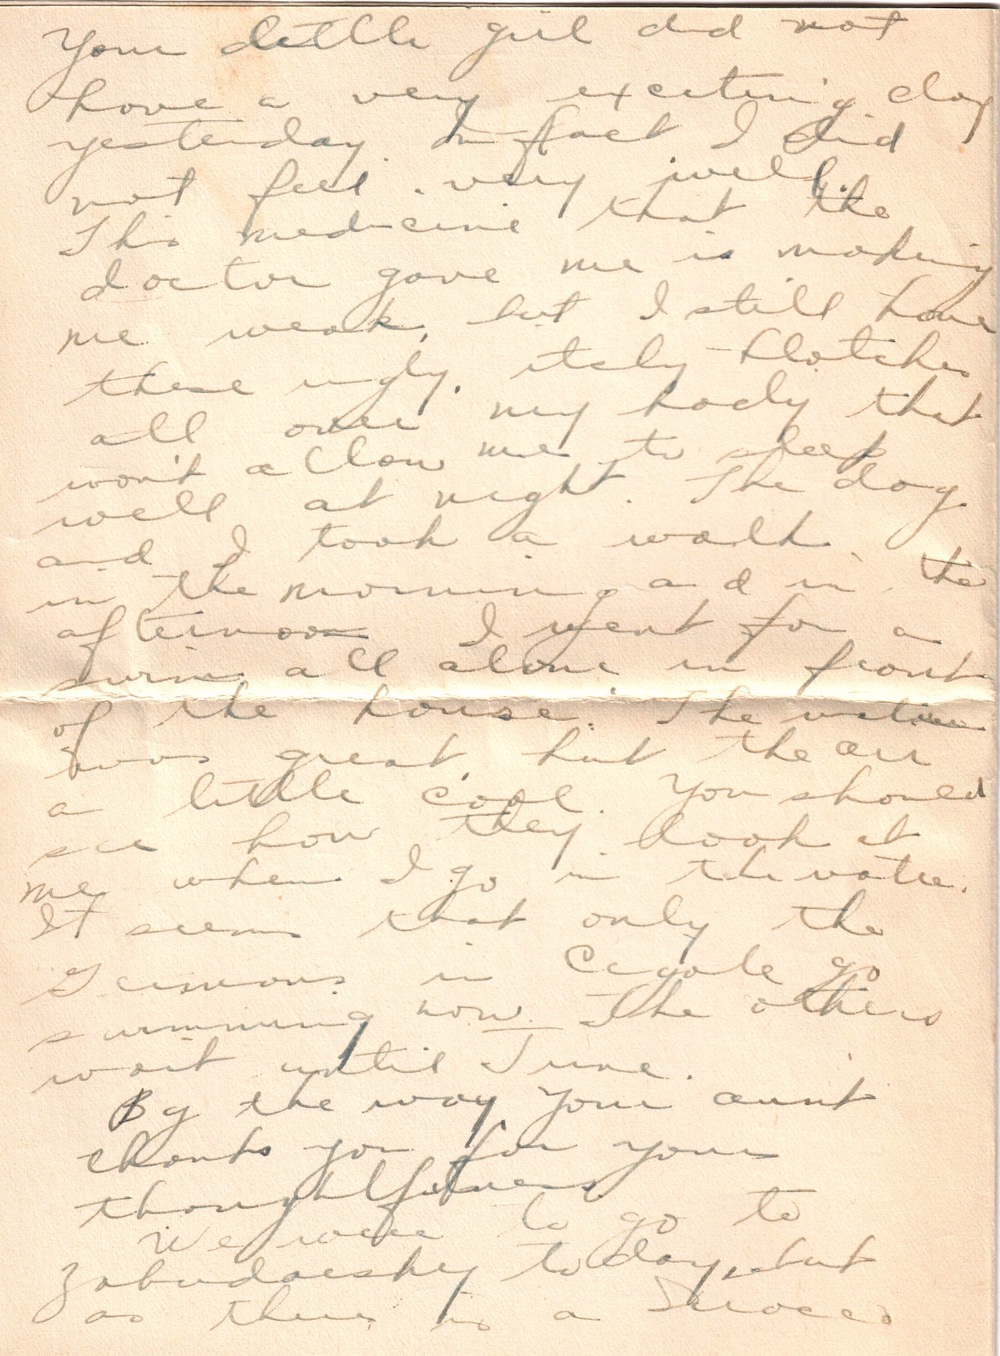 Your little girl did not
have a very exciting day
yesterday. In fact I did
not feel very well.
This medicine that the
doctor gave me is making
me weak, but I still have
these ugly, itchy blotches
all over my body that
won't allow me to sleep
well at night. The dog
and I took a walk
in the morning and in the
afternoon I went for a
swim all alone in front
of the house. The water
was great, but the air
a little cool. You should
see how they look at
me when I go in the water.
It seems that only the
Germans in go
swimming now. The others
wait until June.
By the way your aunt
thanks you for your
thoughtfulness.
We were to go to
today, but
as there is a